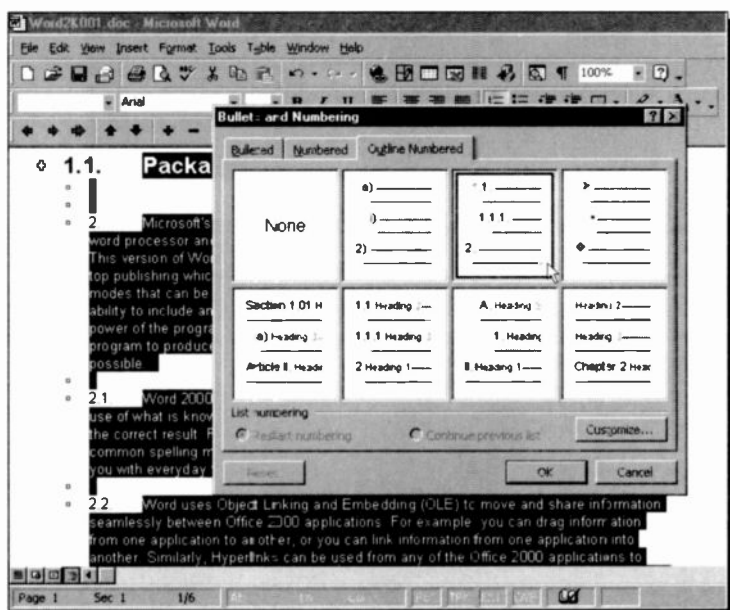 Word2K001.doc - Microsoft Word
File Edit View Insert Format Tools Table Window Help
100%
Arial
Bullets and Numbering
Bulleted Numbered Outline Numbered
None
a)
i)
2)
1
1 1 1
2
Section 1 01 H
a) Heading
Article II. Headin
1 1 Heading
1 1 1 Heading
2 Heading 1
A. Heading
1. Heading
II. Heading 1
Heading 2
Heading
Chapter 2 Head
List numbering
Restart numbering Continue previous list Customize...
Reset OK Cancel
1.1. Packa
2 Microsoft's
word processor and
This version of Wor
top publishing which
modes that can be
ability to include an
power of the progra
program to produce
possible
2.1 Word 2000
use of what is know
the correct result. F
common spelling m
you with everyday
2.2 Word uses Object Linking and Embedding (OLE) to move and share information
seamlessly between Office 2000 applications. For example you can drag information
from one application to another, or you can link information from one application into
another. Similarly, Hyperlinks can be used from any of the Office 2000 applications to
Page 1 Sec 1 1/6